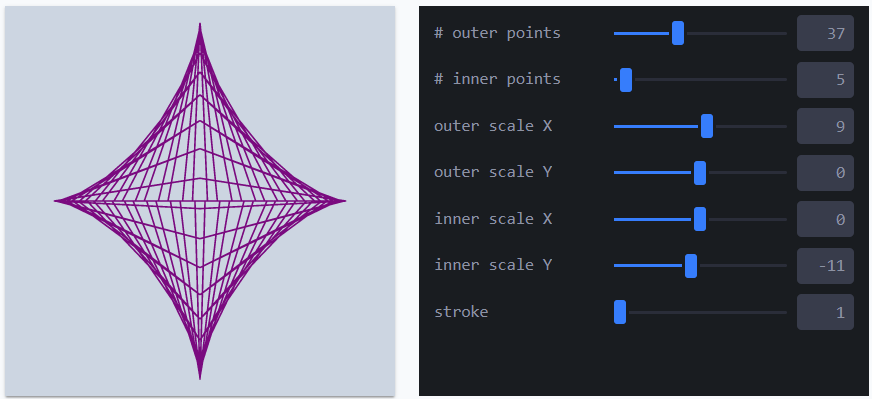 # outer points 37
# inner points 5
outer scale X 9
outer scale Y 0
inner scale X 0
inner scale Y -11
stroke 1